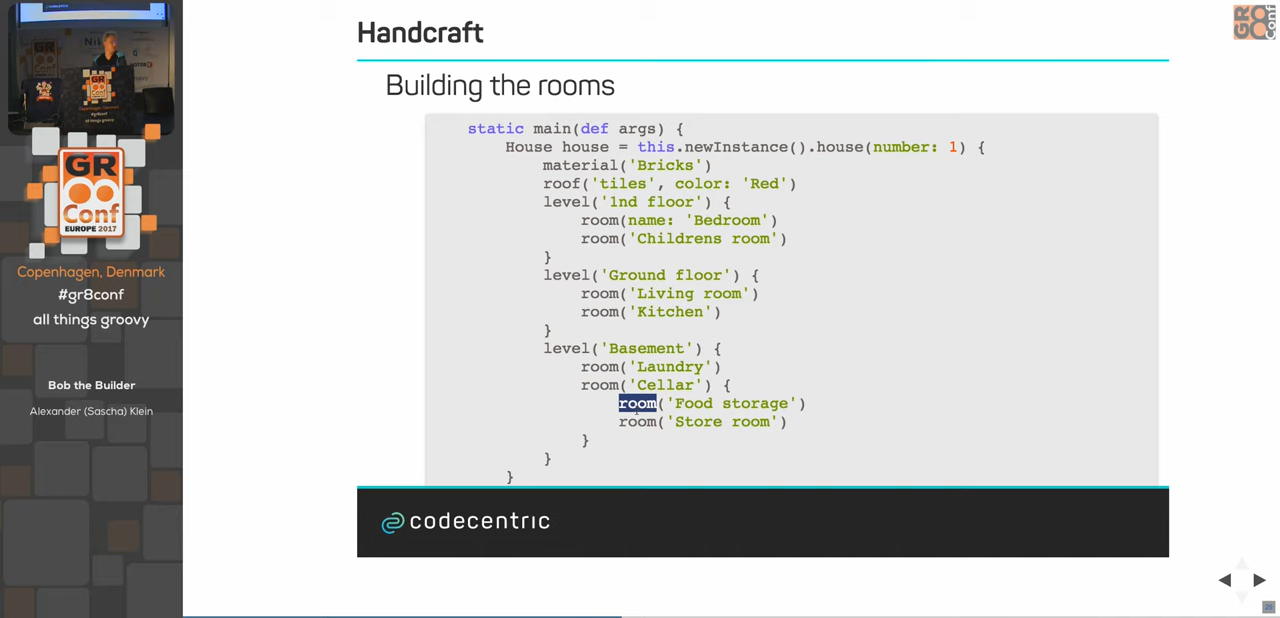 GR
Conf
EUROPE 2017
Copenhagen, Denmark
#gr8conf
all things groovy
Bob the Builder
Alexander (Sascha) Klein
Handcraft
Building the rooms
static main(def args) {
House house = this.newInstance().house(number: 1) {
material('Bricks')
roof('tiles', color: 'Red')
level('1nd floor') {
room(name: 'Bedroom')
room('Childrens room')
}
level('Ground floor') {
room('Living room')
room('Kitchen')
}
level('Basement') {
room('Laundry')
room('Cellar') {
room('Food storage')
room('Store room')
}
}
}
codecentric
GR
Conf